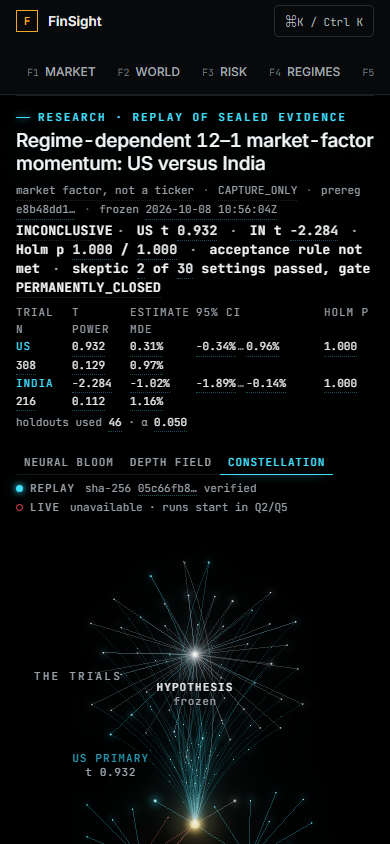 F FinSight ⌘K / Ctrl K
F1 MARKET F2 WORLD F3 RISK F4 REGIMES F5
RESEARCH · REPLAY OF SEALED EVIDENCE
Regime-dependent 12–1 market-factor
momentum: US versus India
market factor, not a ticker · CAPTURE_ONLY · prereg
e8b48dd1… · frozen 2026-10-08 10:56:04Z
INCONCLUSIVE · US t 0.932 · IN t -2.284 ·
Holm p 1.000 / 1.000 · acceptance rule not
met · skeptic 2 of 30 settings passed, gate
PERMANENTLY_CLOSED
TRIAL T ESTIMATE 95% CI HOLM P
N POWER MDE
US 0.932 0.31% -0.34%…0.96% 1.000
308 0.129 0.97%
INDIA -2.284 -1.02% -1.89%…-0.14% 1.000
216 0.112 1.16%
holdouts used 46 · α 0.050
NEURAL BLOOM DEPTH FIELD CONSTELLATION
REPLAY sha-256 05c66fb8… verified
LIVE unavailable · runs start in Q2/Q5
THE TRIALS
HYPOTHESIS
frozen
US PRIMARY
t 0.932